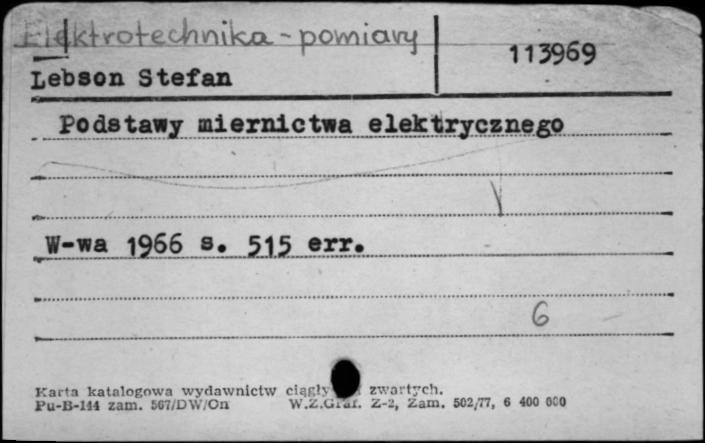 Elektrotechnika - pomiary
113969
Lebson Stefan
Podstawy miernictwa elektrycznego
W-wa 1966 s. 515 err.
6
Karta katalogowa wydawnictw ciągły zwartych.
Pu-B-144 zam. 567/DW/On W.Z.Graf. Z-2, Zam. 502/77, 6 400 000